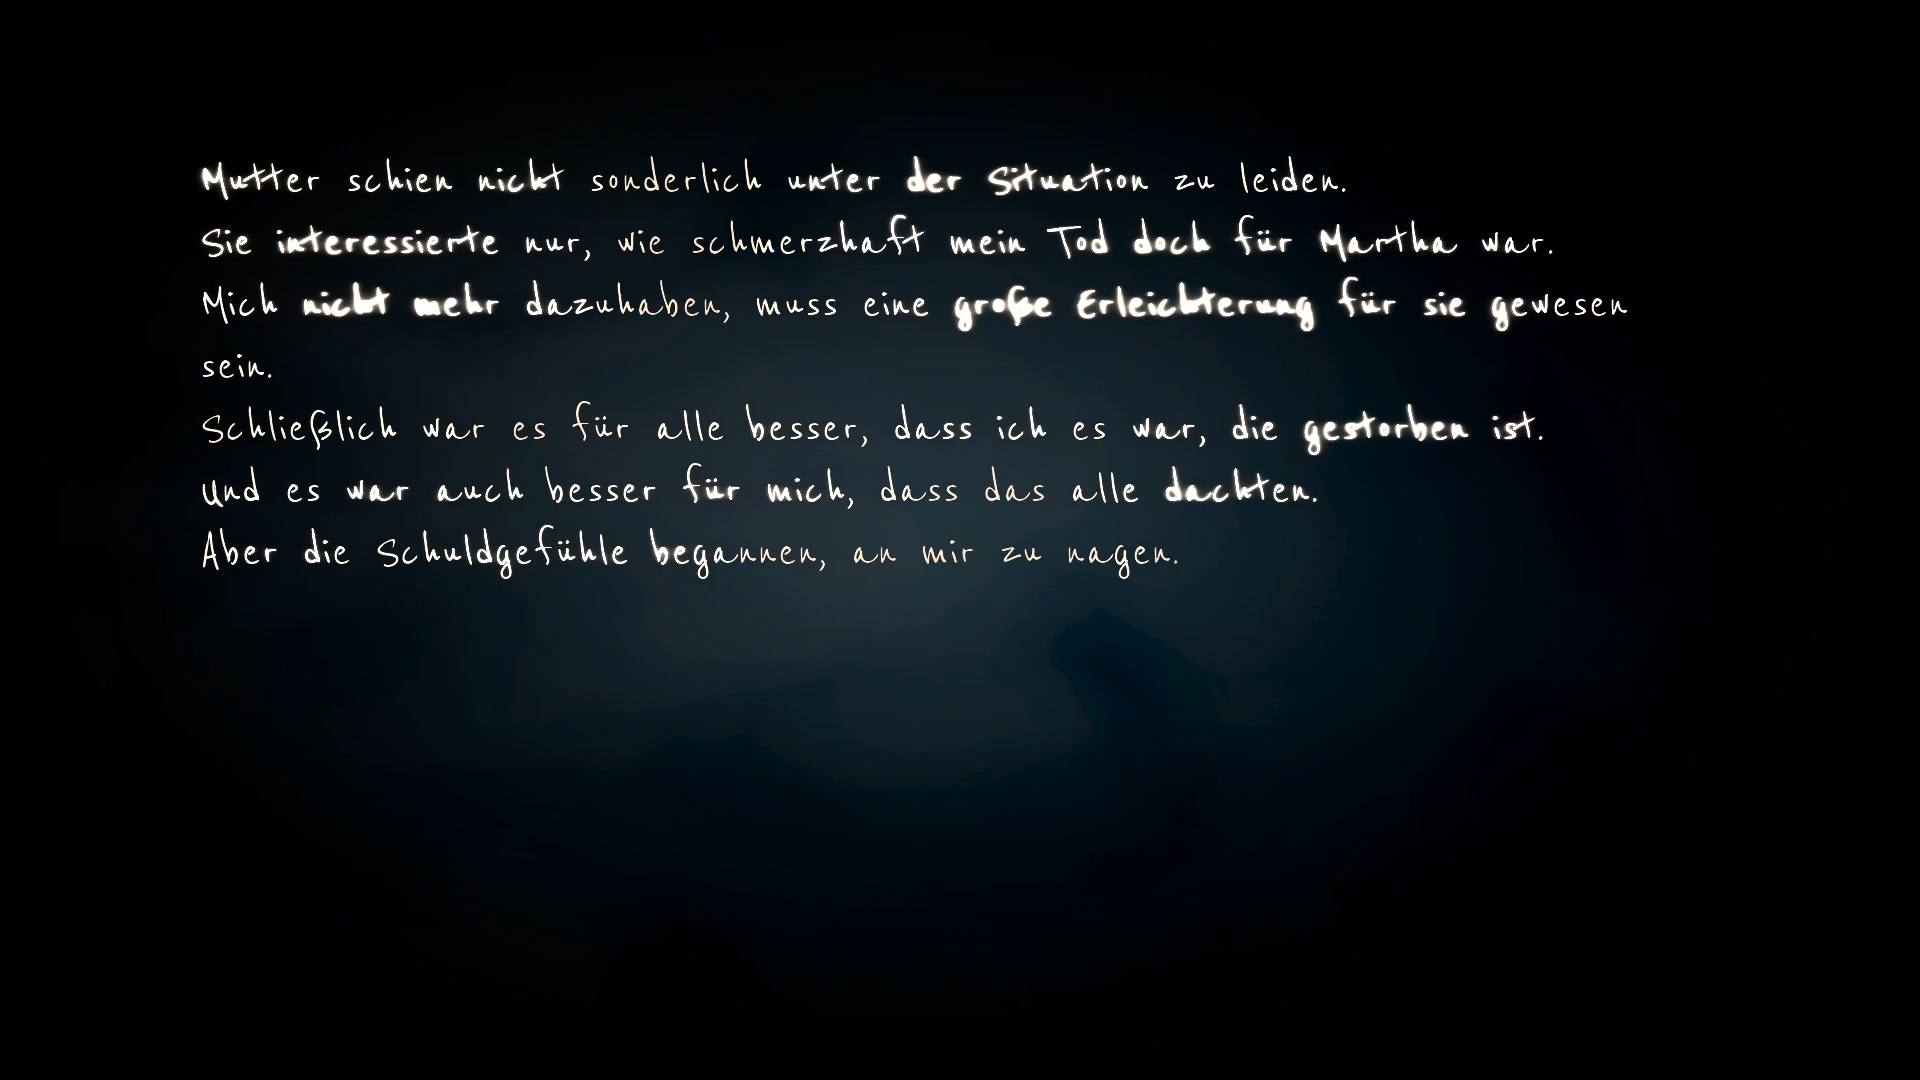 Mutter schien nicht sonderlich unter der Situation zu leiden.
Sie interessierte nur, wie schmerzhaft mein Tod doch für Martha war.
Mich nicht mehr dazuhaben, muss eine große Erleichterung für sie gewesen
sein.
Schließlich war es für alle besser, dass ich es war, die gestorben ist.
Und es war auch besser für mich, dass das alle dachten.
Aber die Schuldgefühle begannen, an mir zu nagen.